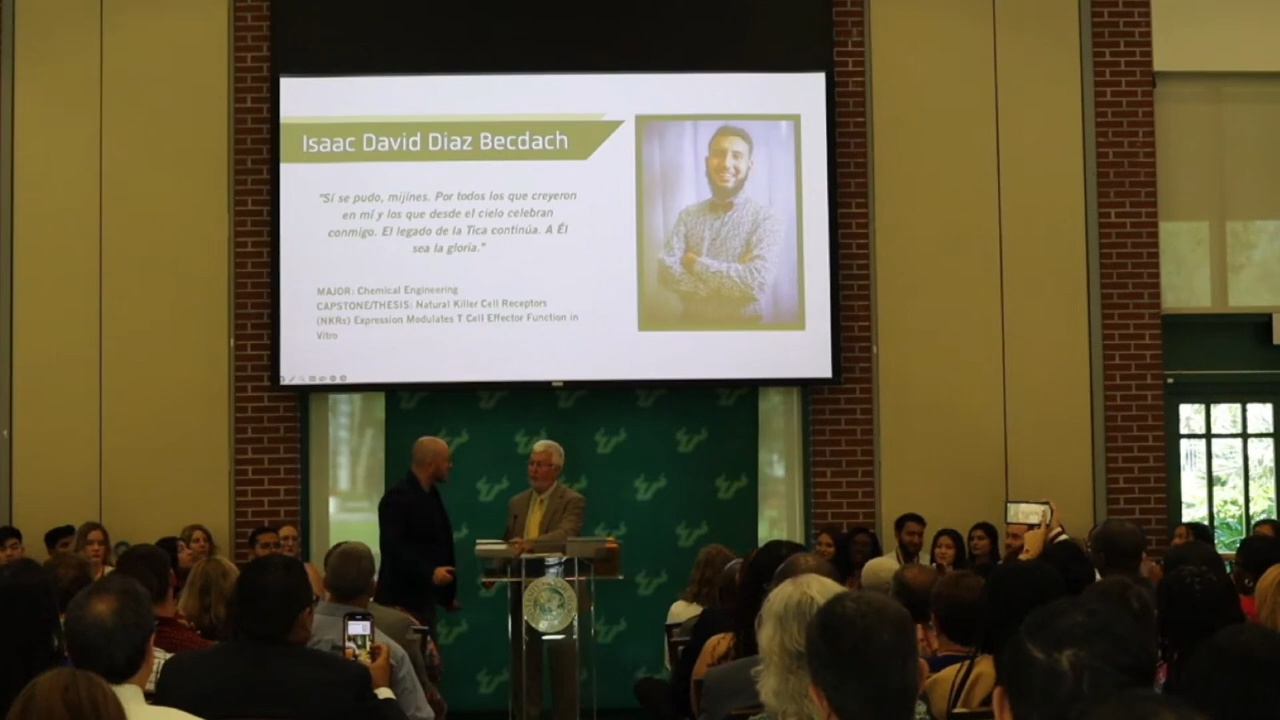 Isaac David Diaz Becdach
"Sí se pudo, mijines. Por todos los que creyeron
en mí y los que desde el cielo celebran
conmigo. El legado de la Tica continúa. A Él
sea la gloria."
MAJOR: Chemical Engineering
CAPSTONE/THESIS: Natural Killer Cell Receptors
(NKRs) Expression Modulates T Cell Effector Function in
Vitro